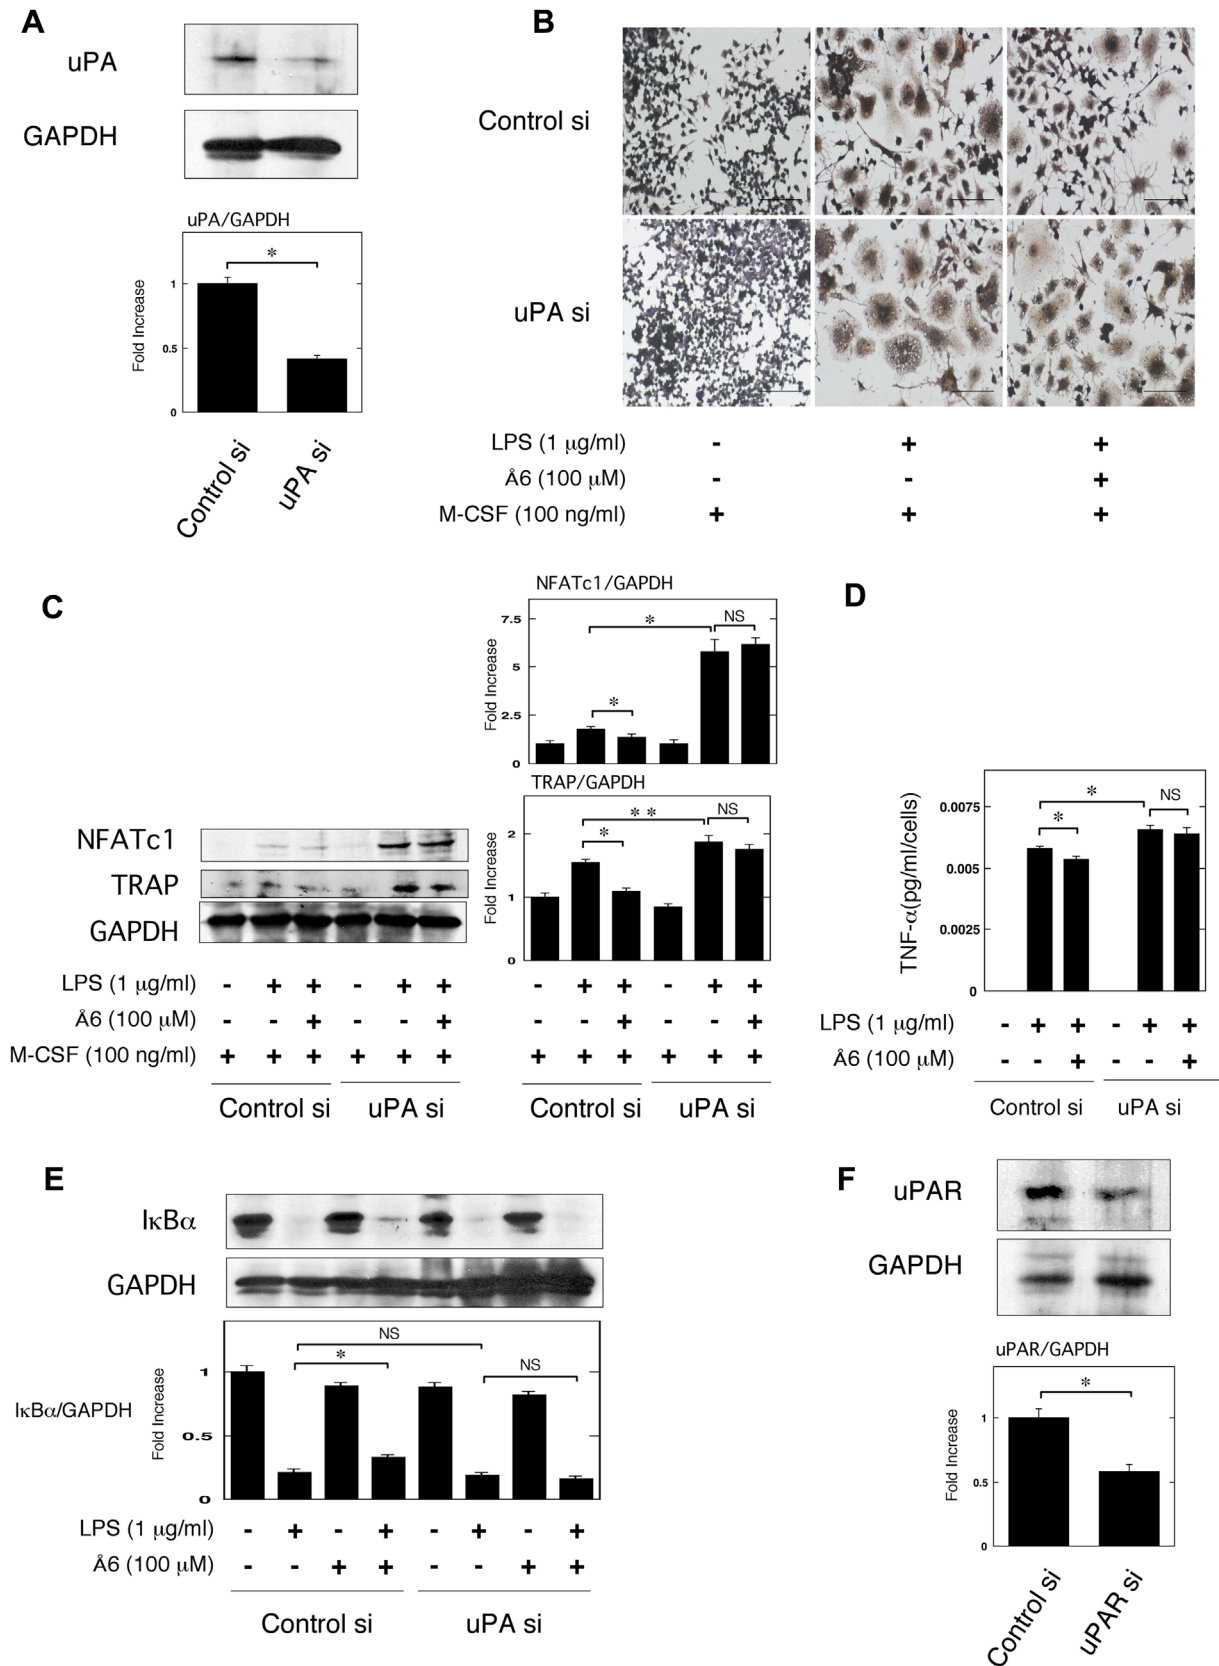 A
uPA
GAPDH
uPA/GAPDH
Fold Increase
1
0.5
0
*
Control si
uPA si
B
Control si
uPA si
LPS (1 µg/ml) - + +
Å6 (100 µM) - - +
M-CSF (100 ng/ml) + + +
C
NFATc1/GAPDH
Fold Increase
7.5
5
2.5
0
*
*
NS
TRAP/GAPDH
Fold Increase
2
1
0
* *
*
NS
NFATc1
TRAP
GAPDH
LPS (1 µg/ml) - + + - + + - + + - + +
Å6 (100 µM) - - + - - + - - + - - +
M-CSF (100 ng/ml) + + + + + + + + + + + +
Control si uPA si Control si uPA si
D
TNF-α(pg/ml/cells)
0.0075
0.005
0.0025
0
*
*
NS
LPS (1 µg/ml) - + + - + +
Å6 (100 µM) - - + - - +
Control si uPA si
E
IκBα
GAPDH
IκBα/GAPDH
Fold Increase
1
0.5
0
NS
*
NS
LPS (1 µg/ml) - + - + - + - +
Å6 (100 µM) - - + + - - + +
Control si uPA si
F
uPAR
GAPDH
uPAR/GAPDH
Fold Increase
1
0.5
0
*
Control si
uPAR si